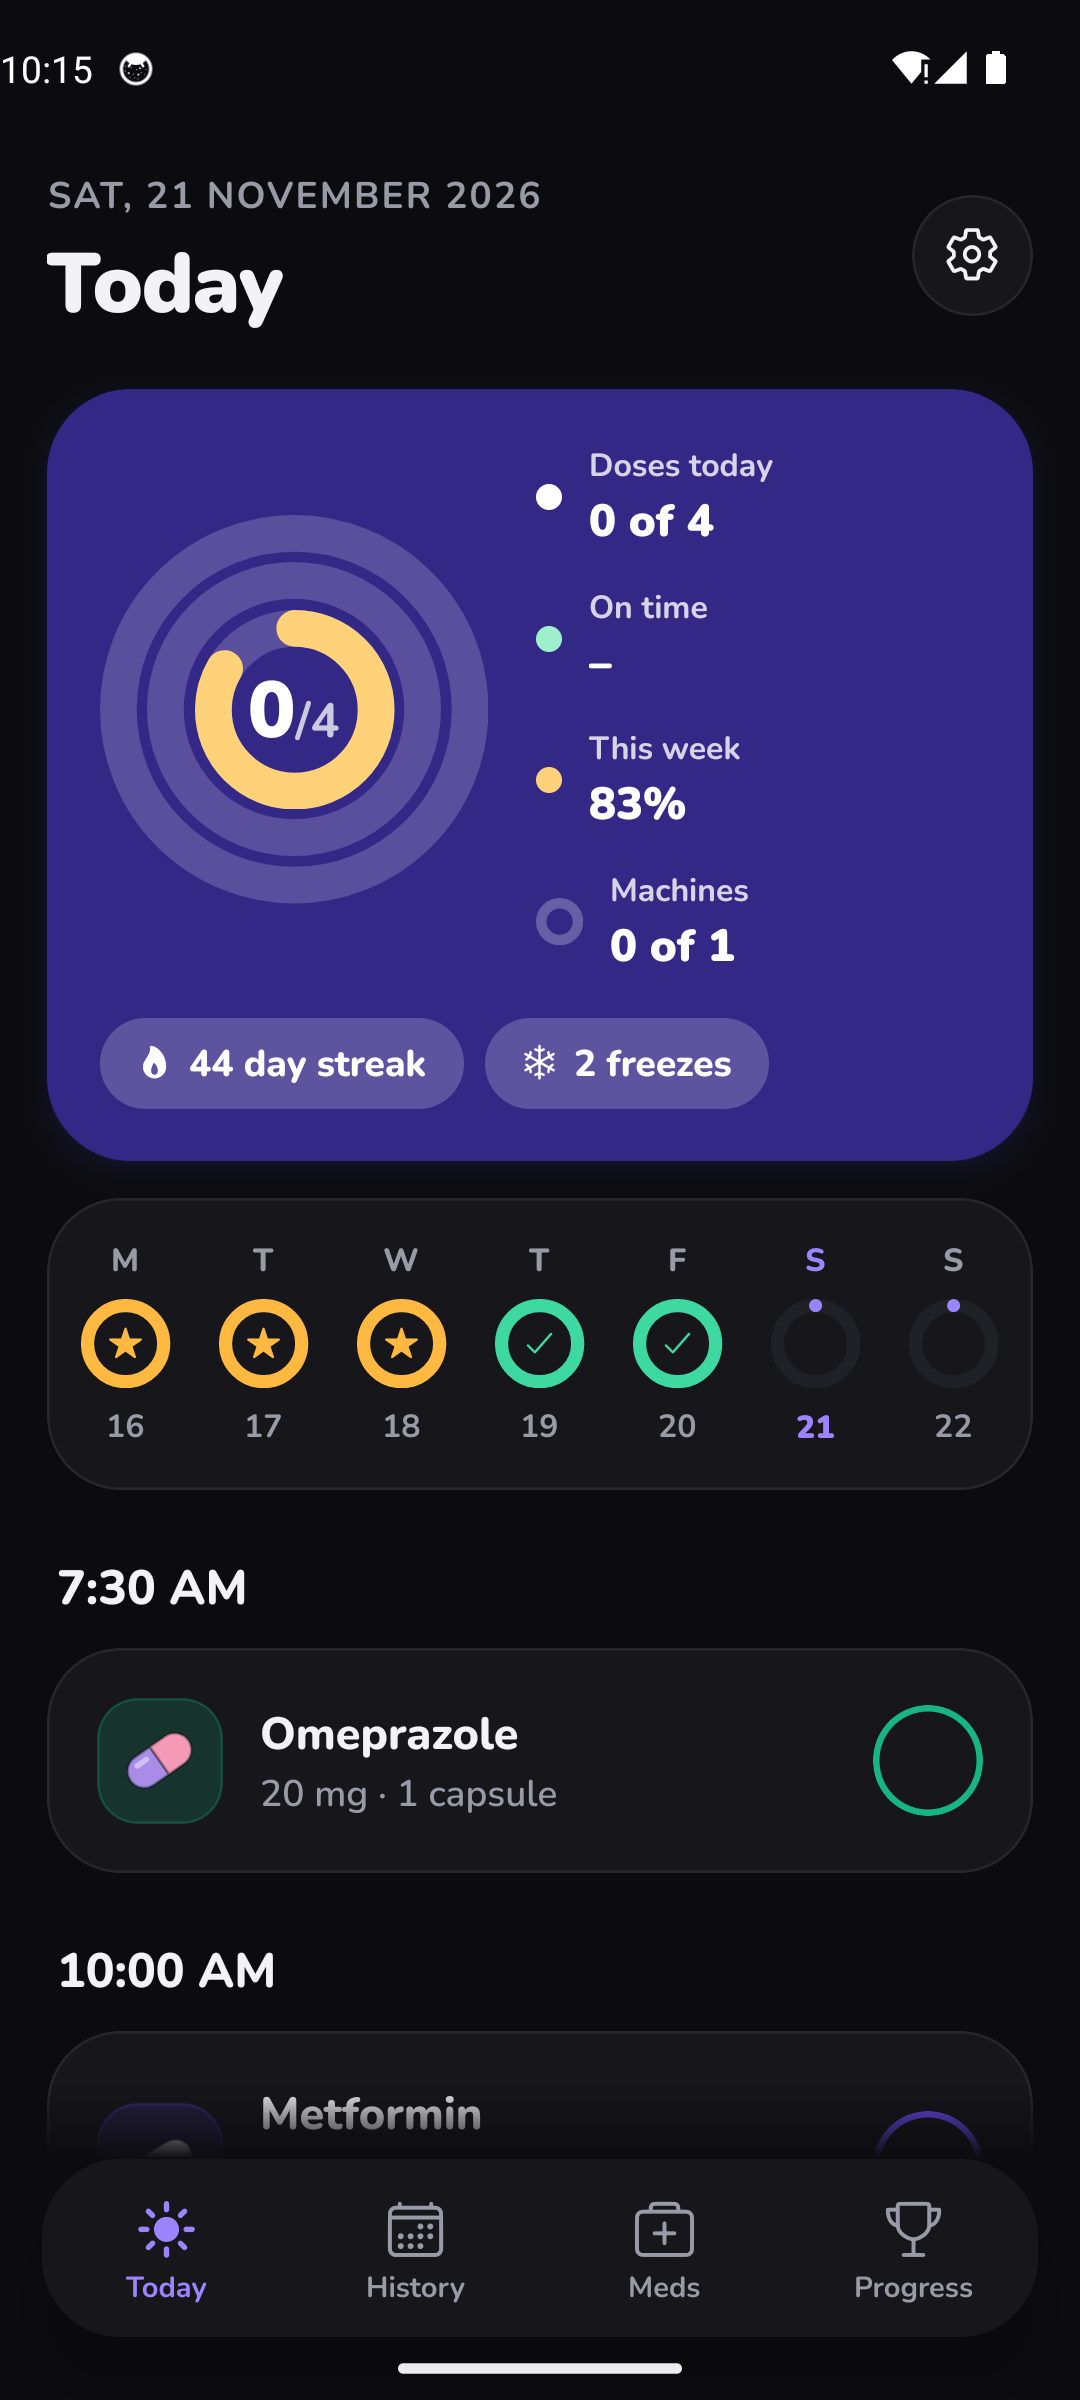 10:15
SAT, 21 NOVEMBER 2026
Today
Doses today
0 of 4
On time
–
This week
83%
Machines
0 of 1
0/4
44 day streak
2 freezes
M T W T F S S
16 17 18 19 20 21 22
7:30 AM
Omeprazole
20 mg · 1 capsule
10:00 AM
Metformin
Today History Meds Progress